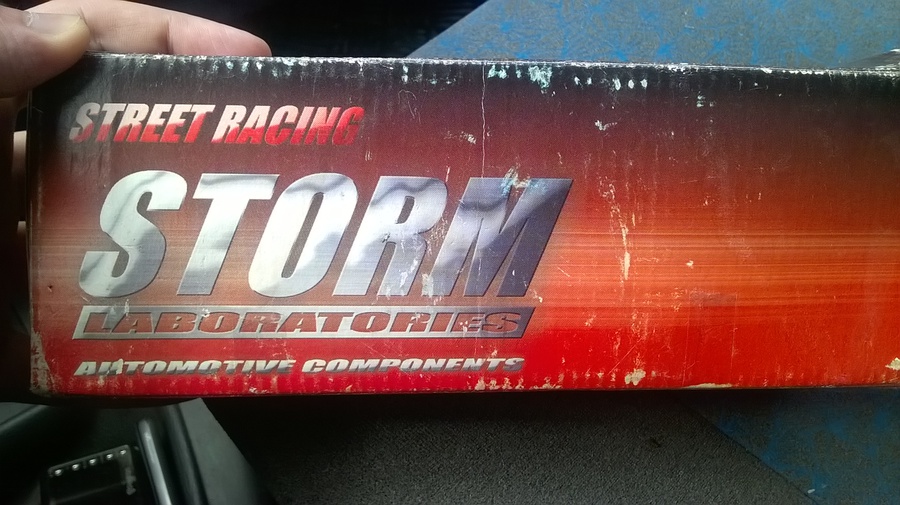 STREET RACING
STORM
LABORATORIES
AUTOMOTIVE COMPONENTS